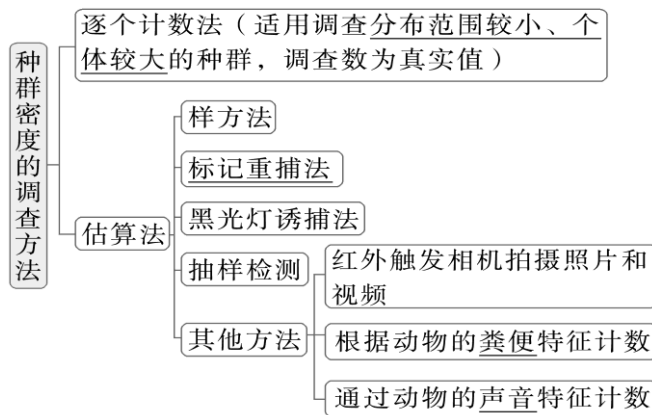 种群密度的调查方法
逐个计数法（适用调查分布范围较小、个
体较大的种群，调查数为真实值）
估算法
样方法
标记重捕法
黑光灯诱捕法
抽样检测
其他方法
红外触发相机拍摄照片和
视频
根据动物的粪便特征计数
通过动物的声音特征计数